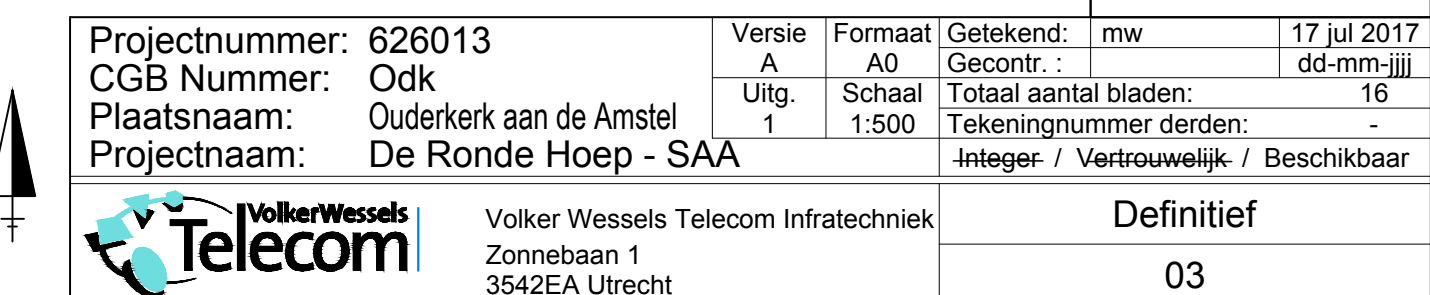 Projectnummer: 626013
CGB Nummer: Odk
Plaatsnaam: Ouderkerk aan de Amstel
Projectnaam: De Ronde Hoep - SAA
Versie Formaat Getekend: mw 17 jul 2017
A A0 Gecontr. : dd-mm-jjjj
Uitg. Schaal Totaal aantal bladen: 16
1 1:500 Tekeningnummer derden: -
Integer / Vertrouwelijk / Beschikbaar
VolkerWessels
Telecom
Volker Wessels Telecom Infratechniek
Zonnebaan 1
3542EA Utrecht
Definitief
03